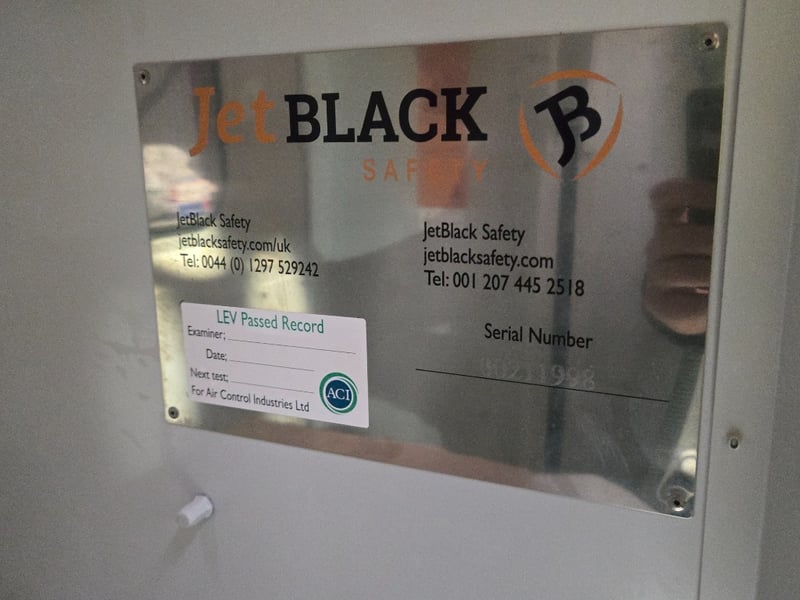 JetBLACK
SAFETY
JB
JetBlack Safety
jetblacksafety.com/uk
Tel: 0044 (0) 1297 529242
JetBlack Safety
jetblacksafety.com
Tel: 001 207 445 2518
Serial Number
LEV Passed Record
Examiner;
Date;
Next test;
For Air Control Industries Ltd
ACI